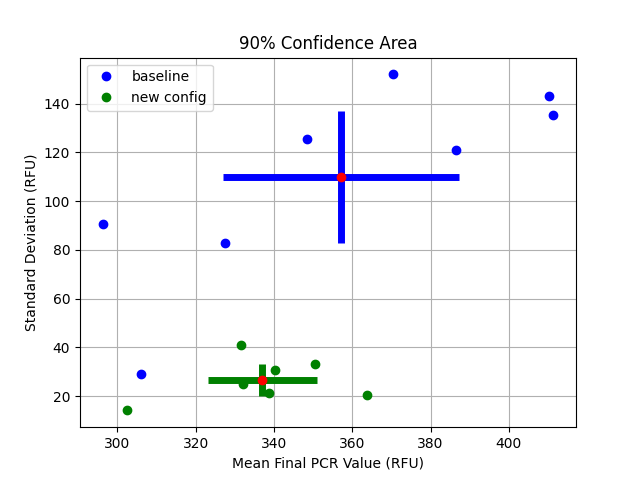 90% Confidence Area
baseline
new config
Standard Deviation (RFU)
140
120
100
80
60
40
20
300 320 340 360 380 400
Mean Final PCR Value (RFU)